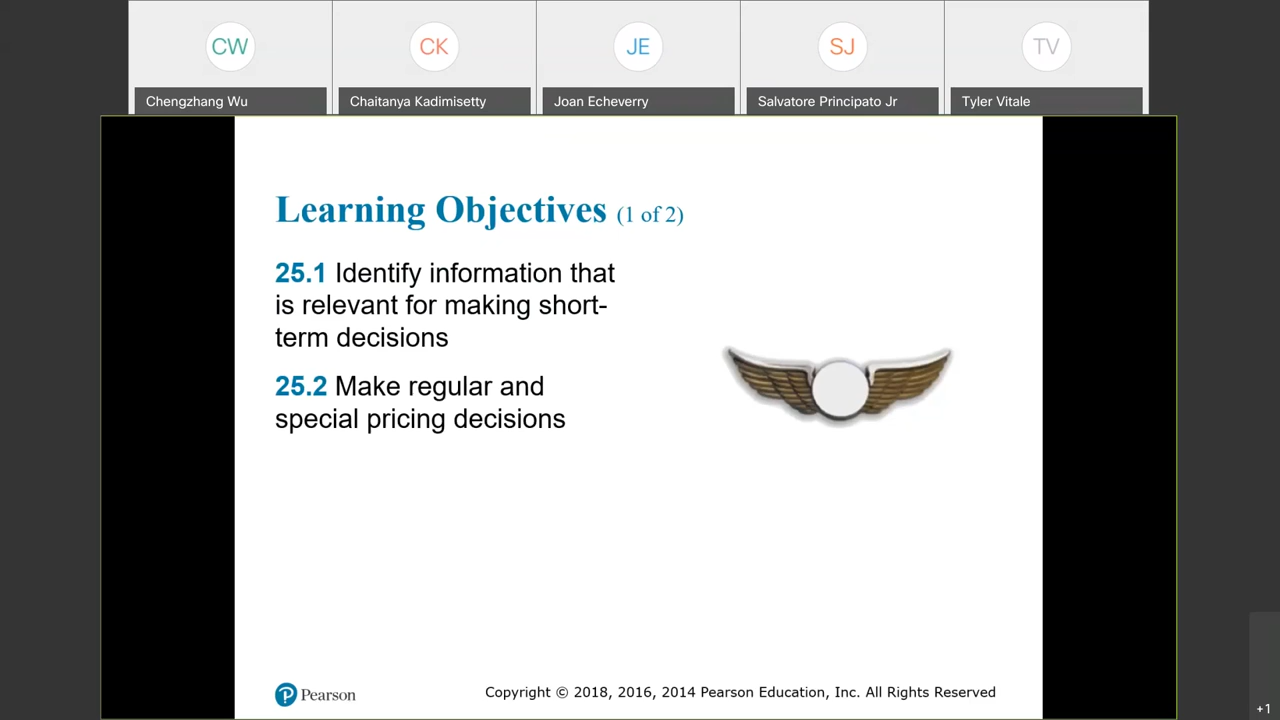 CW
CK
JE
SJ
TV
Chengzhang Wu
Chaitanya Kadimisetty
Joan Echeverry
Salvatore Principato Jr
Tyler Vitale
Learning Objectives (1 of 2)
25.1 Identify information that
is relevant for making short-
term decisions
25.2 Make regular and
special pricing decisions
P Pearson
Copyright © 2018, 2016, 2014 Pearson Education, Inc. All Rights Reserved
+1